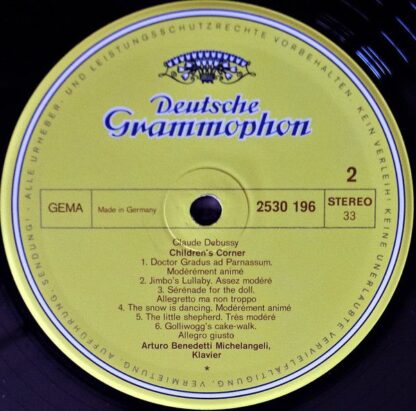 ALLE URHEBER- UND LEISTUNGSSCHUTZRECHTE VORBEHALTEN · KEIN VERLEIH! KEINE UNERLAUBTE VERVIELFÄLTIGUNG, VERMIETUNG, AUFFÜHRUNG, SENDUNG!
Deutsche
Grammophon
2
GEMA
Made in Germany
2530 196
STEREO
33
Claude Debussy
Children's Corner
1. Doctor Gradus ad Parnassum.
Modérément animé
2. Jimbo's Lullaby. Assez modéré
3. Sérénade for the doll.
Allegretto ma non troppo
4. The snow is dancing. Modérément animé
5. The little shepherd. Très modéré
6. Golliwogg's cake-walk.
Allegro giusto
Arturo Benedetti Michelangeli,
Klavier
*